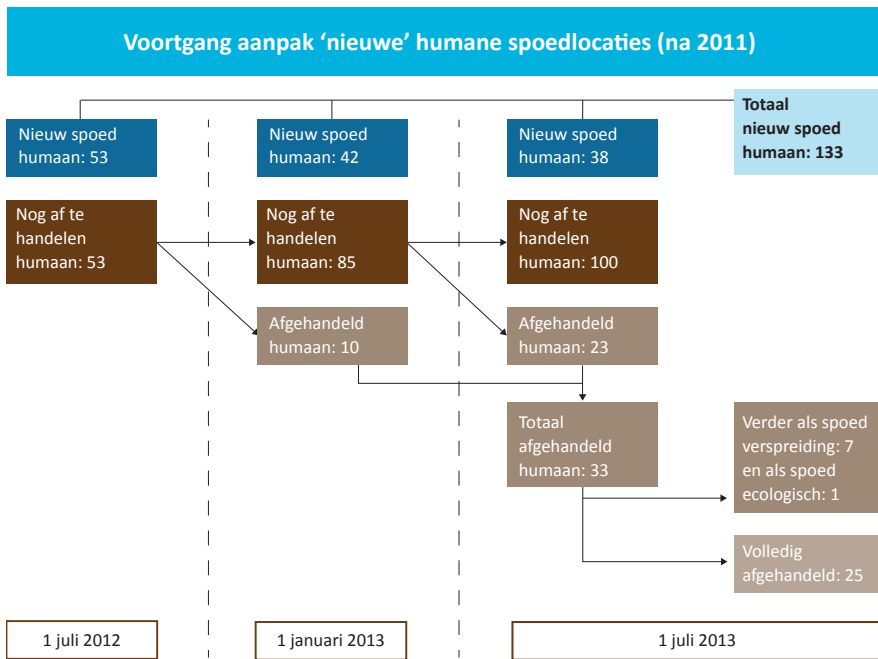 Voortgang aanpak ‘nieuwe’ humane spoedlocaties (na 2011)
Totaal
nieuw spoed
humaan: 133
Nieuw spoed
humaan: 53
Nieuw spoed
humaan: 42
Nieuw spoed
humaan: 38
Nog af te
handelen
humaan: 53
Nog af te
handelen
humaan: 85
Nog af te
handelen
humaan: 100
Afgehandeld
humaan: 10
Afgehandeld
humaan: 23
Totaal
afgehandeld
humaan: 33
Verder als spoed
verspreiding: 7
en als spoed
ecologisch: 1
Volledig
afgehandeld: 25
1 juli 2012
1 januari 2013
1 juli 2013